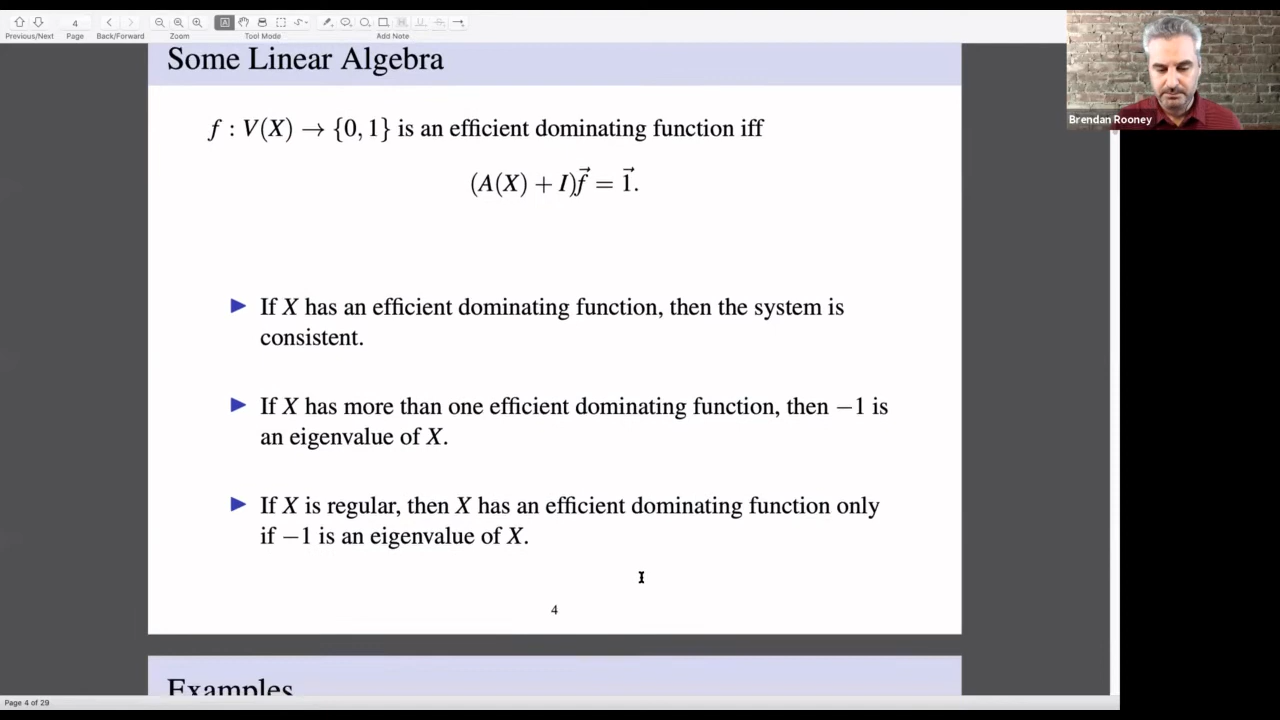 4
Previous/Next Page Back/Forward Zoom Tool Mode Add Note
Brendan Rooney
Some Linear Algebra
f : V(X) → {0, 1} is an efficient dominating function iff
(A(X) + I)f⃗ = 1⃗.
▶ If X has an efficient dominating function, then the system is
consistent.
▶ If X has more than one efficient dominating function, then −1 is
an eigenvalue of X.
▶ If X is regular, then X has an efficient dominating function only
if −1 is an eigenvalue of X.
4
Examples
Page 4 of 29